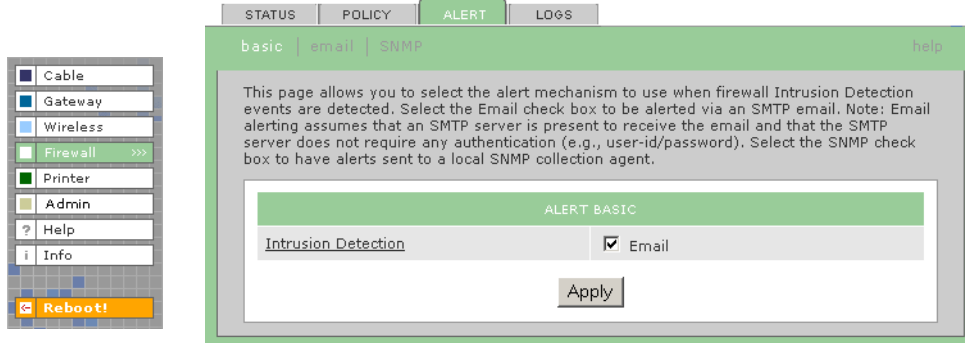 STATUS
POLICY
ALERT
LOGS
basic | email | SNMP
help
Cable
Gateway
Wireless
Firewall >>>
Printer
Admin
? Help
i Info
Reboot!
This page allows you to select the alert mechanism to use when firewall Intrusion Detection
events are detected. Select the Email check box to be alerted via an SMTP email. Note: Email
alerting assumes that an SMTP server is present to receive the email and that the SMTP
server does not require any authentication (e.g., user-id/password). Select the SNMP check
box to have alerts sent to a local SNMP collection agent.
ALERT BASIC
Intrusion Detection
Email
Apply